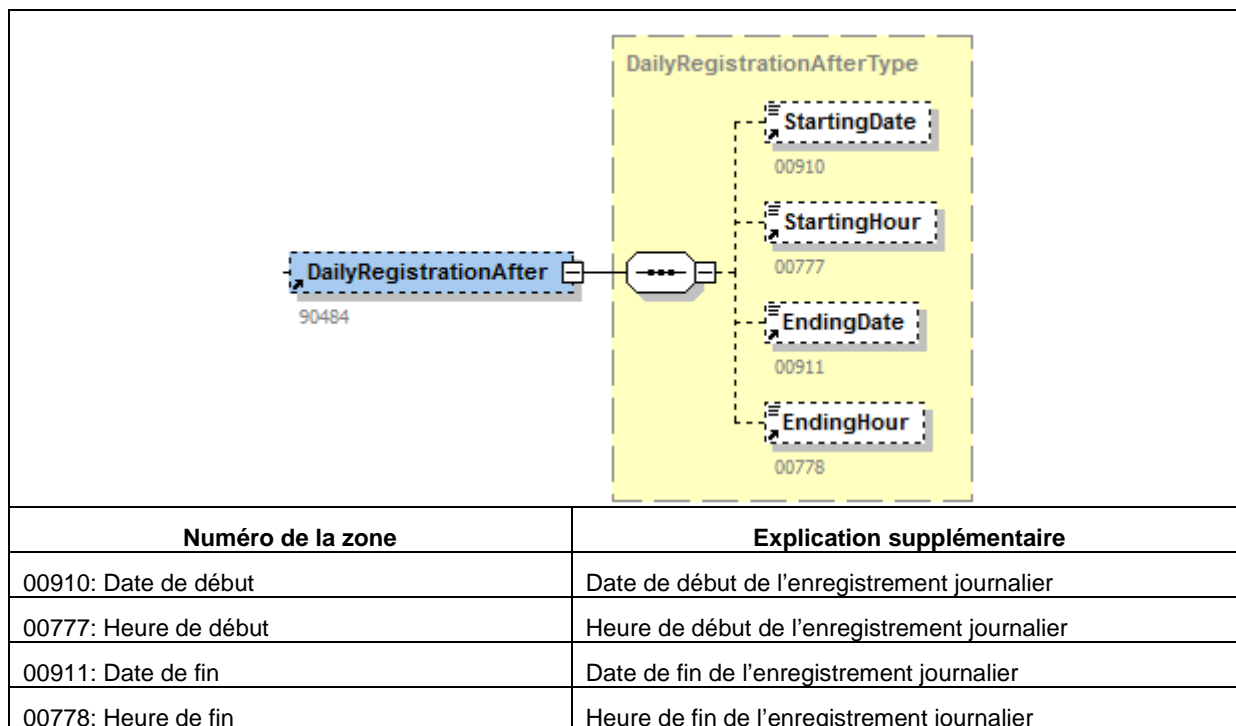 DailyRegistrationAfterType
StartingDate
00910
StartingHour
00777
DailyRegistrationAfter
90484
EndingDate
00911
EndingHour
00778
Numéro de la zone Explication supplémentaire
00910: Date de début Date de début de l’enregistrement journalier
00777: Heure de début Heure de début de l’enregistrement journalier
00911: Date de fin Date de fin de l’enregistrement journalier
00778: Heure de fin Heure de fin de l’enregistrement journalier